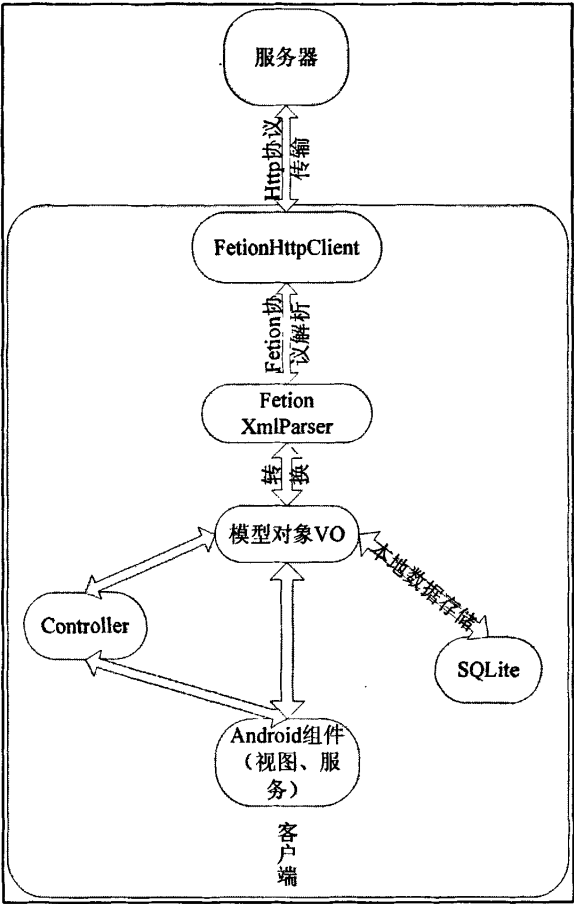 服务器
Http协议
传输
FetionHttpClient
Fetion协
议解析
Fetion
XmlParser
转
换
模型对象VO
本地数据存储
Controller
SQLite
Android组件
（视图、服
务）
客户端